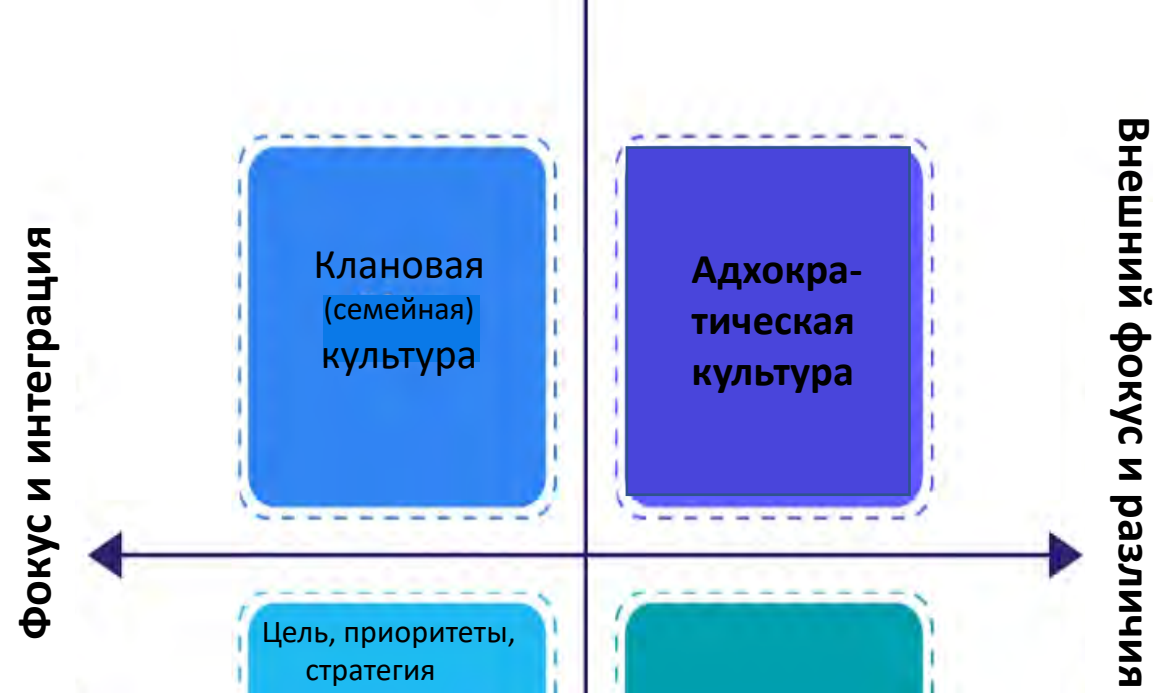 Фокус и интеграция
Клановая
(семейная)
культура
Адхокра-
тическая
культура
Внешний фокус и различия
Цель, приоритеты,
стратегия